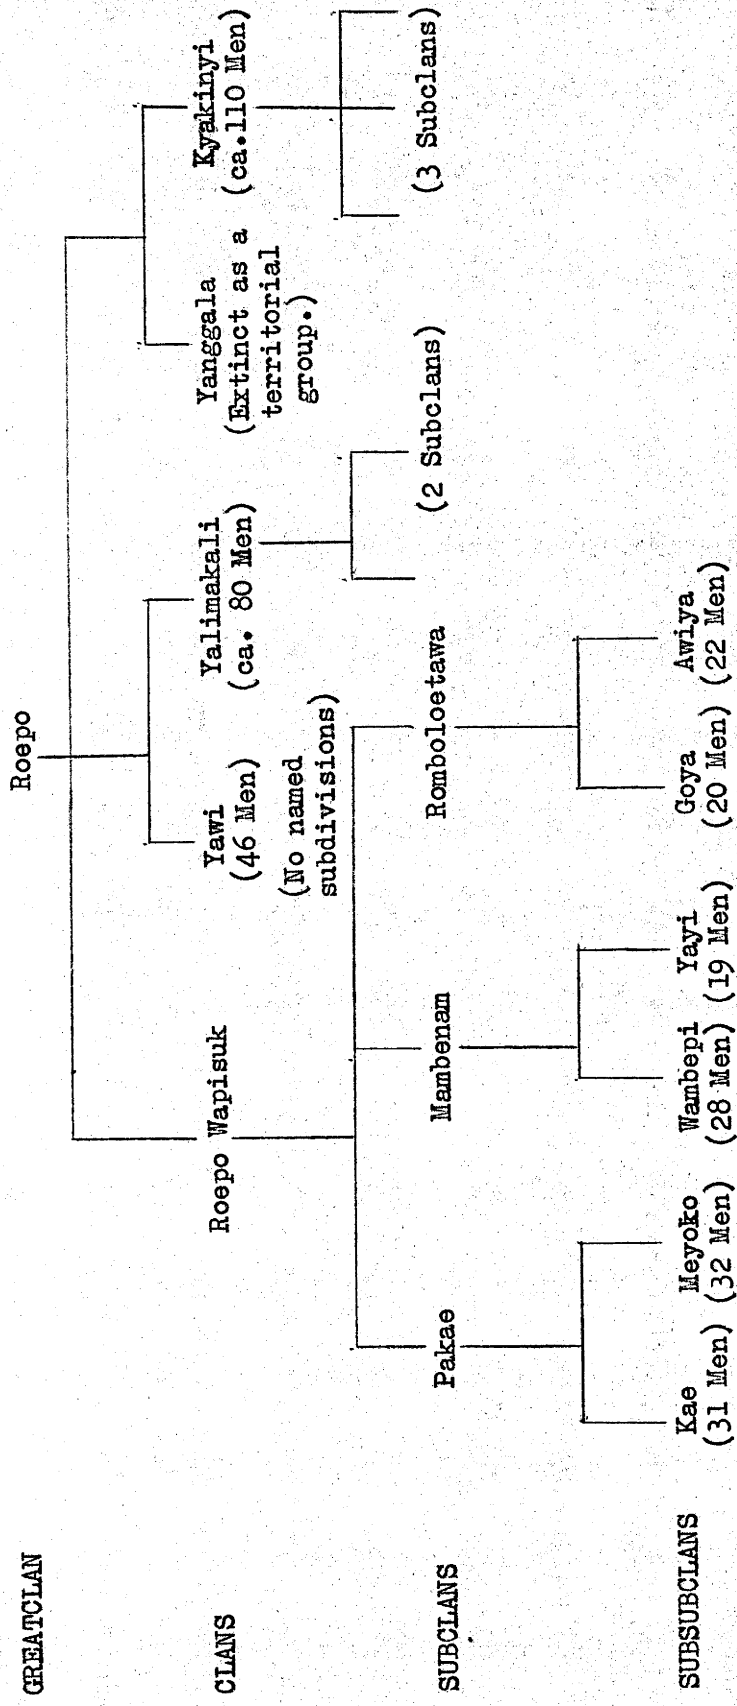 GREATCLAN
Roepo
CLANS
Roepo Wapisuk
Yawi
(46 Men)
(No named
subdivisions)
Yalimakali
(ca. 80 Men)
Yanggala
(Extinct as a
territorial
group.)
Kyakinyi
(ca.110 Men)
SUBCLANS
Pakae
Mambenam
Romboloetawa
(2 Subclans)
(3 Subclans)
SUBSUBCLANS
Kae
(31 Men)
Meyoko
(32 Men)
Wambepi
(28 Men)
Yayi
(19 Men)
Goya
(20 Men)
Awiya
(22 Men)